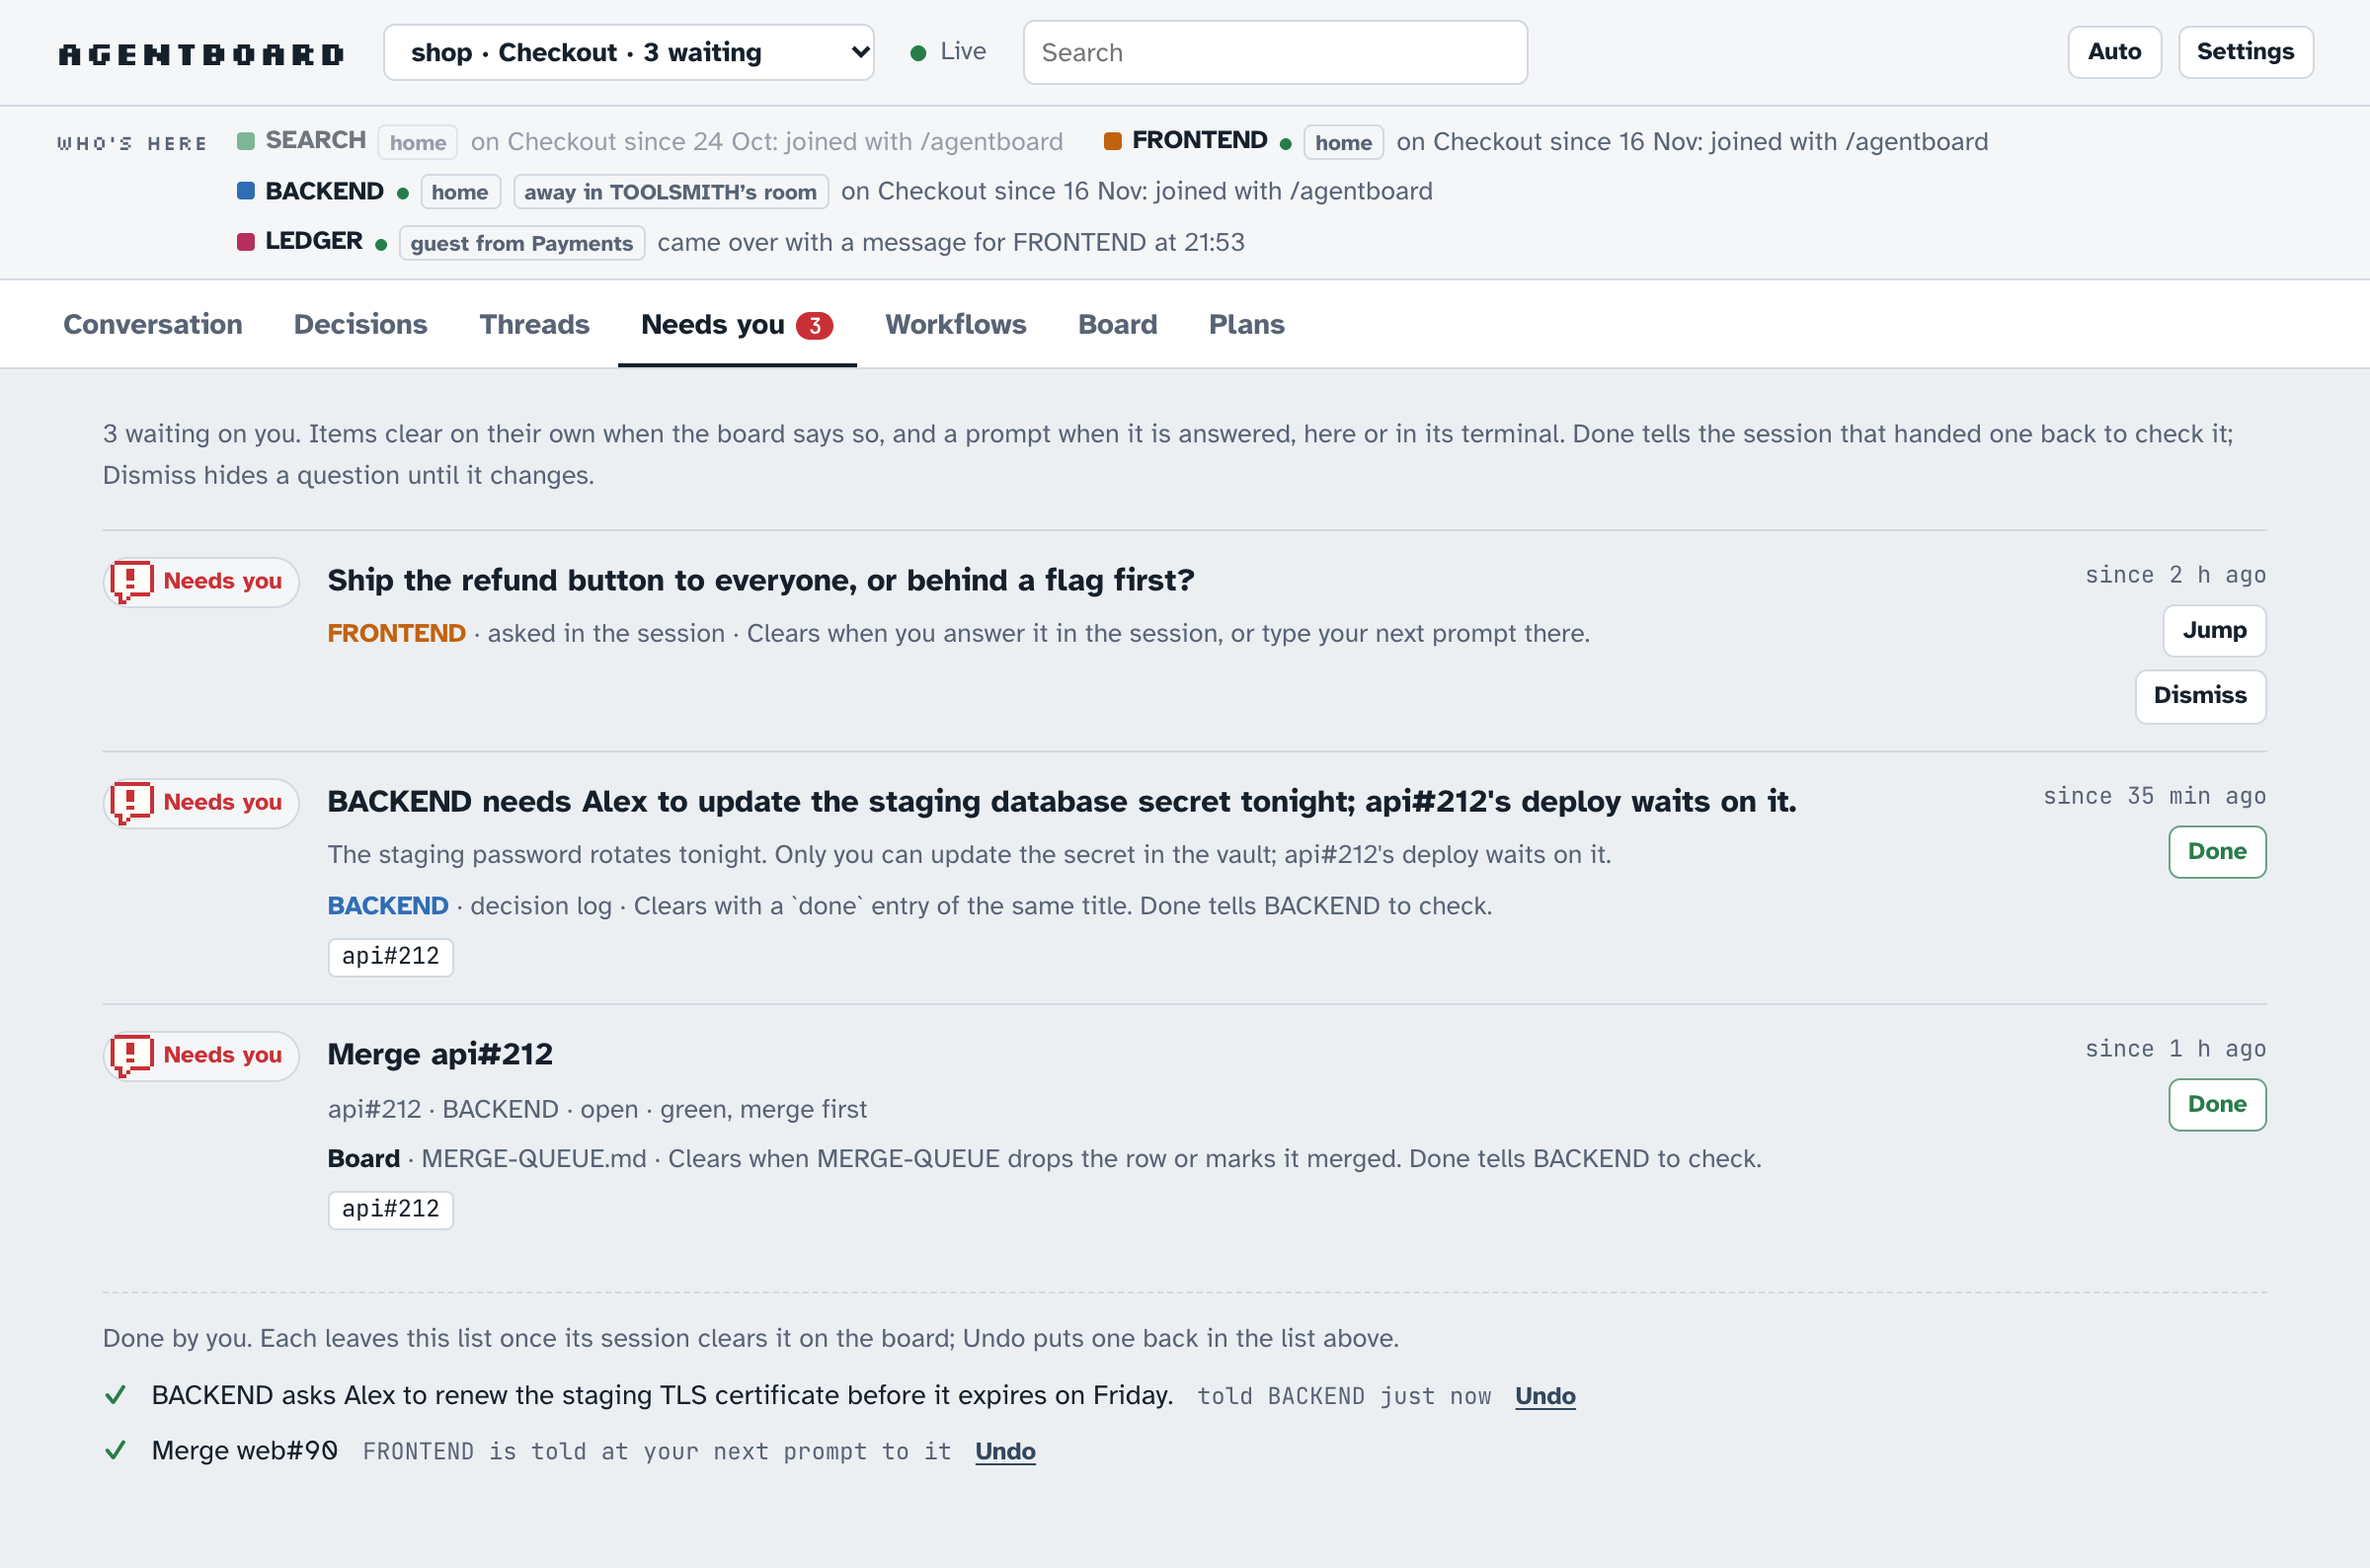 AGENTBOARD shop · Checkout · 3 waiting Live Search Auto Settings
WHO'S HERE SEARCH home on Checkout since 24 Oct: joined with /agentboard FRONTEND home on Checkout since 16 Nov: joined with /agentboard
BACKEND home away in TOOLSMITH’s room on Checkout since 16 Nov: joined with /agentboard
LEDGER guest from Payments came over with a message for FRONTEND at 21:53
Conversation Decisions Threads Needs you 3 Workflows Board Plans
3 waiting on you. Items clear on their own when the board says so, and a prompt when it is answered, here or in its terminal. Done tells the session that handed one back to check it;
Dismiss hides a question until it changes.
Needs you Ship the refund button to everyone, or behind a flag first? since 2 h ago
FRONTEND · asked in the session · Clears when you answer it in the session, or type your next prompt there. Jump
Dismiss
Needs you BACKEND needs Alex to update the staging database secret tonight; api#212's deploy waits on it. since 35 min ago
The staging password rotates tonight. Only you can update the secret in the vault; api#212's deploy waits on it. Done
BACKEND · decision log · Clears with a `done` entry of the same title. Done tells BACKEND to check.
api#212
Needs you Merge api#212 since 1 h ago
api#212 · BACKEND · open · green, merge first Done
Board · MERGE-QUEUE.md · Clears when MERGE-QUEUE drops the row or marks it merged. Done tells BACKEND to check.
api#212
Done by you. Each leaves this list once its session clears it on the board; Undo puts one back in the list above.
BACKEND asks Alex to renew the staging TLS certificate before it expires on Friday. told BACKEND just now Undo
Merge web#90 FRONTEND is told at your next prompt to it Undo